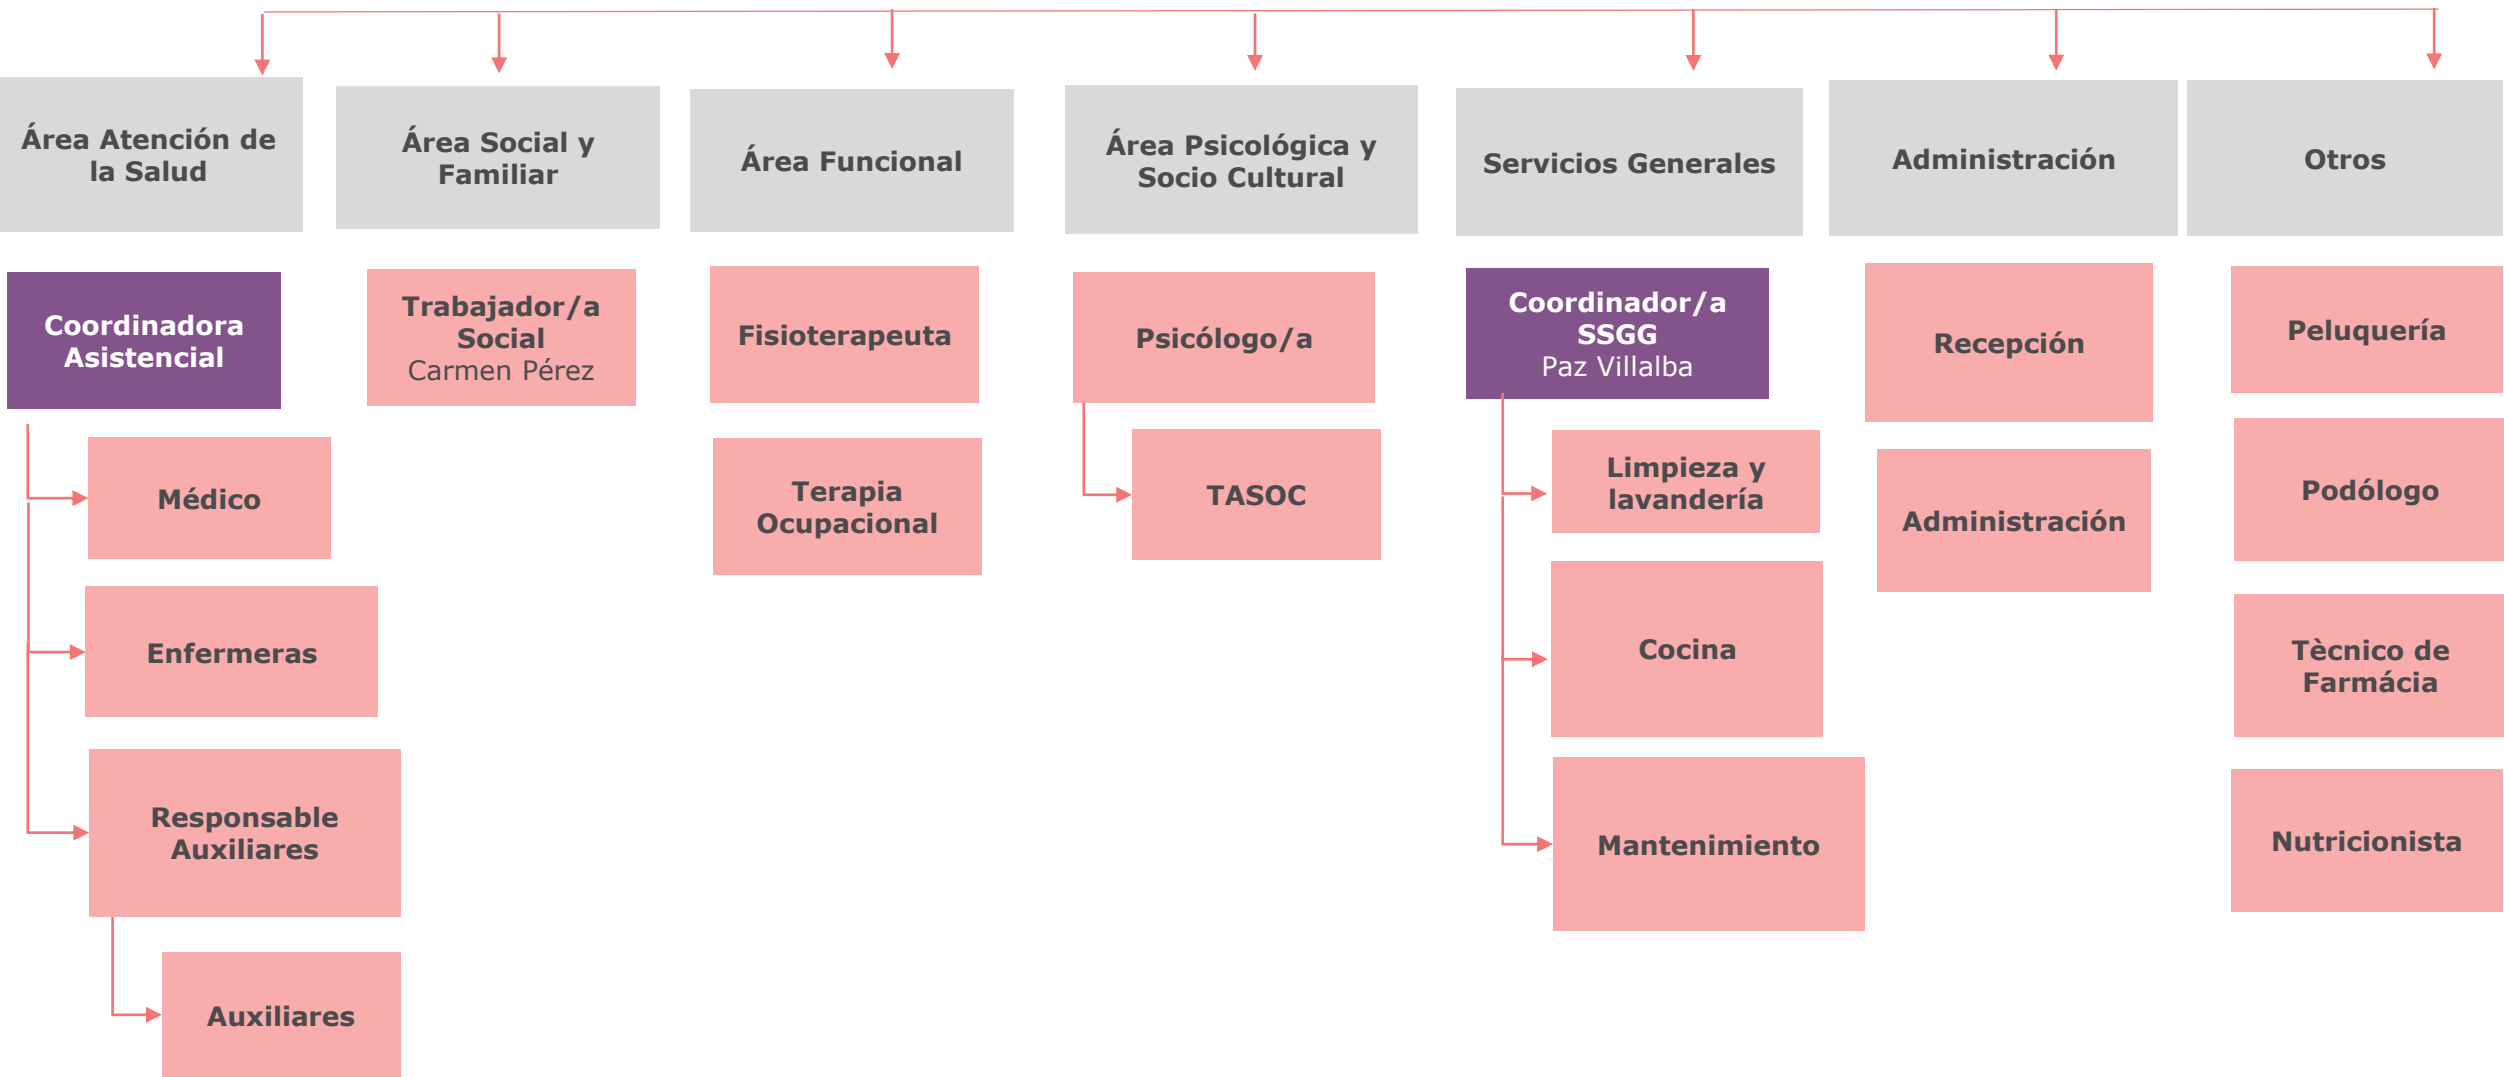 Área Atención de
la Salud
Área Social y
Familiar
Área Funcional
Área Psicológica y
Socio Cultural
Servicios Generales
Administración
Otros
Coordinadora
Asistencial
Médico
Enfermeras
Responsable
Auxiliares
Auxiliares
Trabajador/a
Social
Carmen Pérez
Fisioterapeuta
Terapia
Ocupacional
Psicólogo/a
TASOC
Coordinador/a
SSGG
Paz Villalba
Limpieza y
lavandería
Cocina
Mantenimiento
Recepción
Administración
Peluquería
Podólogo
Tècnico de
Farmácia
Nutricionista